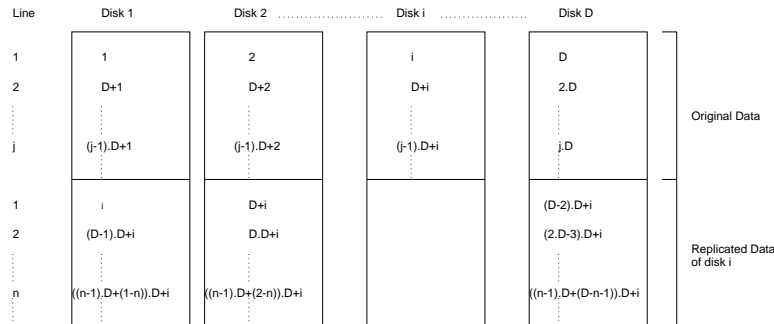 Line Disk 1 Disk 2 Disk i Disk D
1 1 2 i D
2 D+1 D+2 D+i 2.D
j (j-1).D+1 (j-1).D+2 (j-1).D+i j.D
Original Data
1 i D+i (D-2).D+i
2 (D-1).D+i D.D+i (2.D-3).D+i
Replicated Data
of disk i
n ((n-1).D+(1-n)).D+i ((n-1).D+(2-n)).D+i ((n-1).D+(D-n-1)).D+i